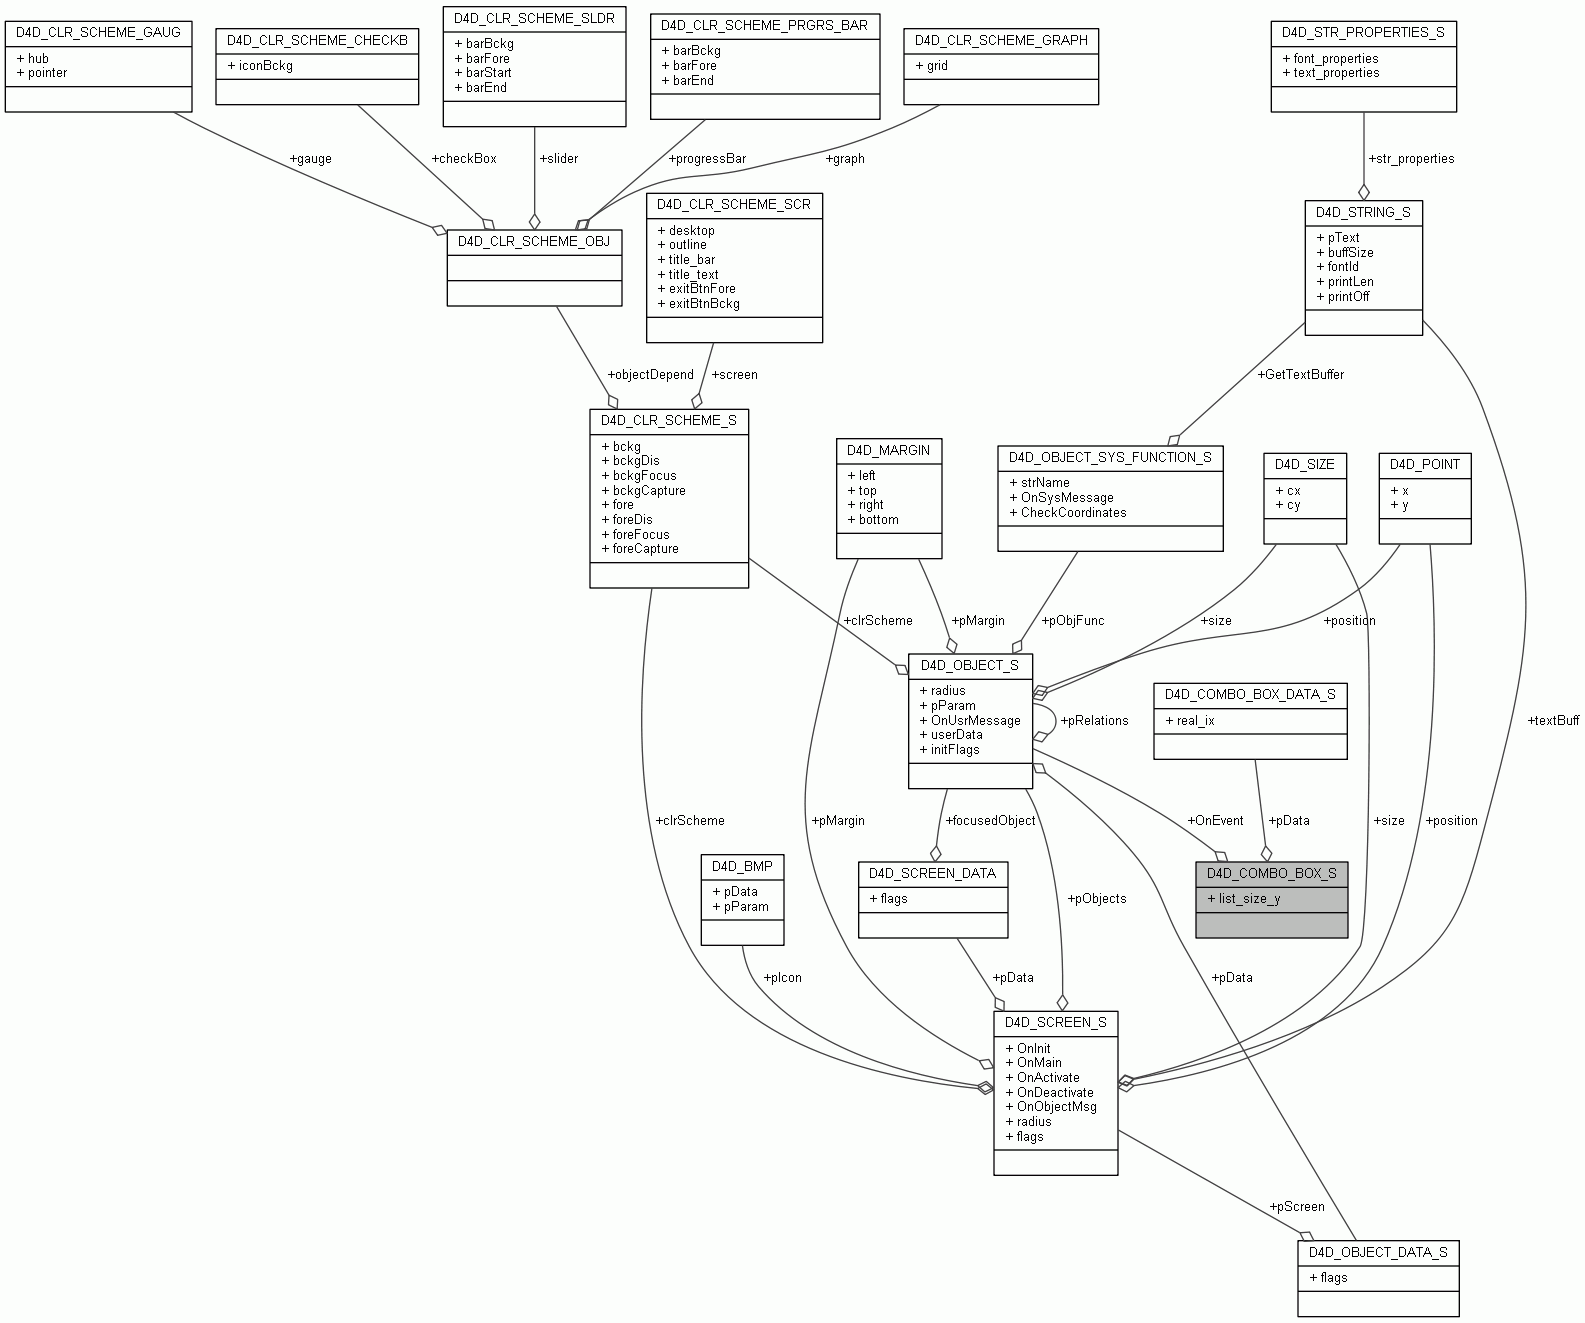 D4D_CLR_SCHEME_GAUG
+ hub
+ pointer
D4D_CLR_SCHEME_CHECKB
+ iconBckg
D4D_CLR_SCHEME_SLDR
+ barBckg
+ barFore
+ barStart
+ barEnd
D4D_CLR_SCHEME_PRGRS_BAR
+ barBckg
+ barFore
+ barEnd
D4D_CLR_SCHEME_GRAPH
+ grid
D4D_STR_PROPERTIES_S
+ font_properties
+ text_properties
+gauge
+checkBox
+slider
+progressBar
+graph
+str_properties
D4D_CLR_SCHEME_OBJ
D4D_CLR_SCHEME_SCR
+ desktop
+ outline
+ title_bar
+ title_text
+ exitBtnFore
+ exitBtnBckg
D4D_STRING_S
+ pText
+ buffSize
+ fontId
+ printLen
+ printOff
+objectDepend
+screen
+GetTextBuffer
D4D_CLR_SCHEME_S
+ bckg
+ bckgDis
+ bckgFocus
+ bckgCapture
+ fore
+ foreDis
+ foreFocus
+ foreCapture
D4D_MARGIN
+ left
+ top
+ right
+ bottom
D4D_OBJECT_SYS_FUNCTION_S
+ strName
+ OnSysMessage
+ CheckCoordinates
D4D_SIZE
+ cx
+ cy
D4D_POINT
+ x
+ y
+clrScheme
+pMargin
+pObjFunc
+size
+position
D4D_OBJECT_S
+ radius
+ pParam
+ OnUsrMessage
+ userData
+ initFlags
+pRelations
D4D_COMBO_BOX_DATA_S
+ real_ix
+textBuff
+clrScheme
+pMargin
+focusedObject
+OnEvent
+pData
+size
+position
D4D_BMP
+ pData
+ pParam
D4D_SCREEN_DATA
+ flags
+pObjects
D4D_COMBO_BOX_S
+ list_size_y
+pIcon
+pData
+pData
D4D_SCREEN_S
+ OnInit
+ OnMain
+ OnActivate
+ OnDeactivate
+ OnObjectMsg
+ radius
+ flags
+pScreen
D4D_OBJECT_DATA_S
+ flags